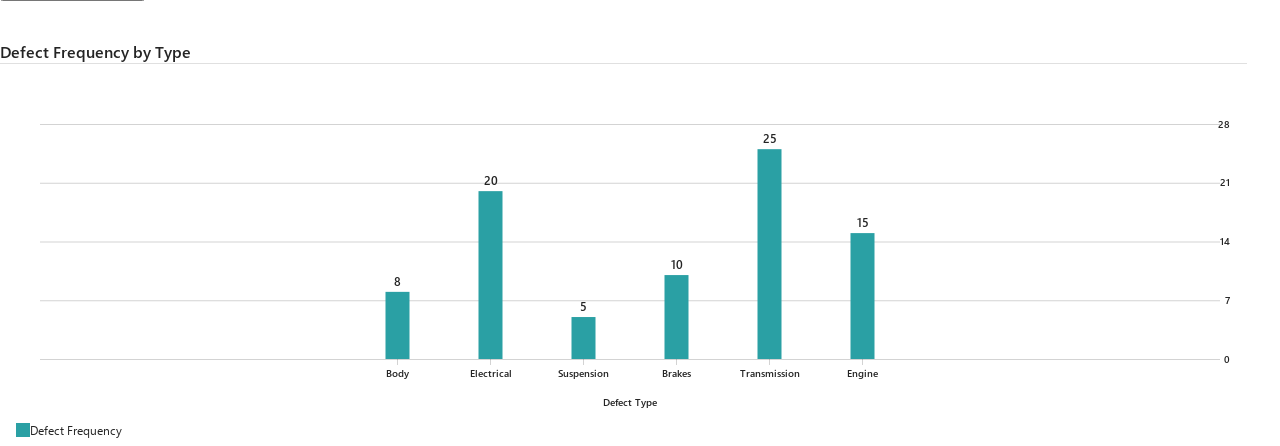 Defect Frequency by Type
28
25
21
20
15
14
10
8
7
5
0
Body Electrical Suspension Brakes Transmission Engine
Defect Type
Defect Frequency